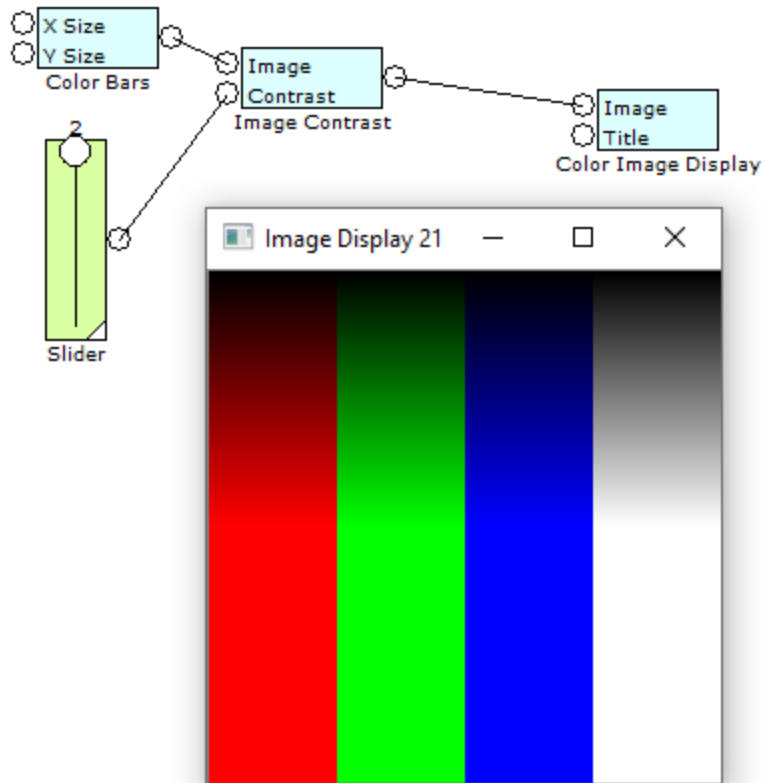 X Size
Y Size
Color Bars
Image
Contrast
Image Contrast
Image
Title
Color Image Display
2
Slider
Image Display 21